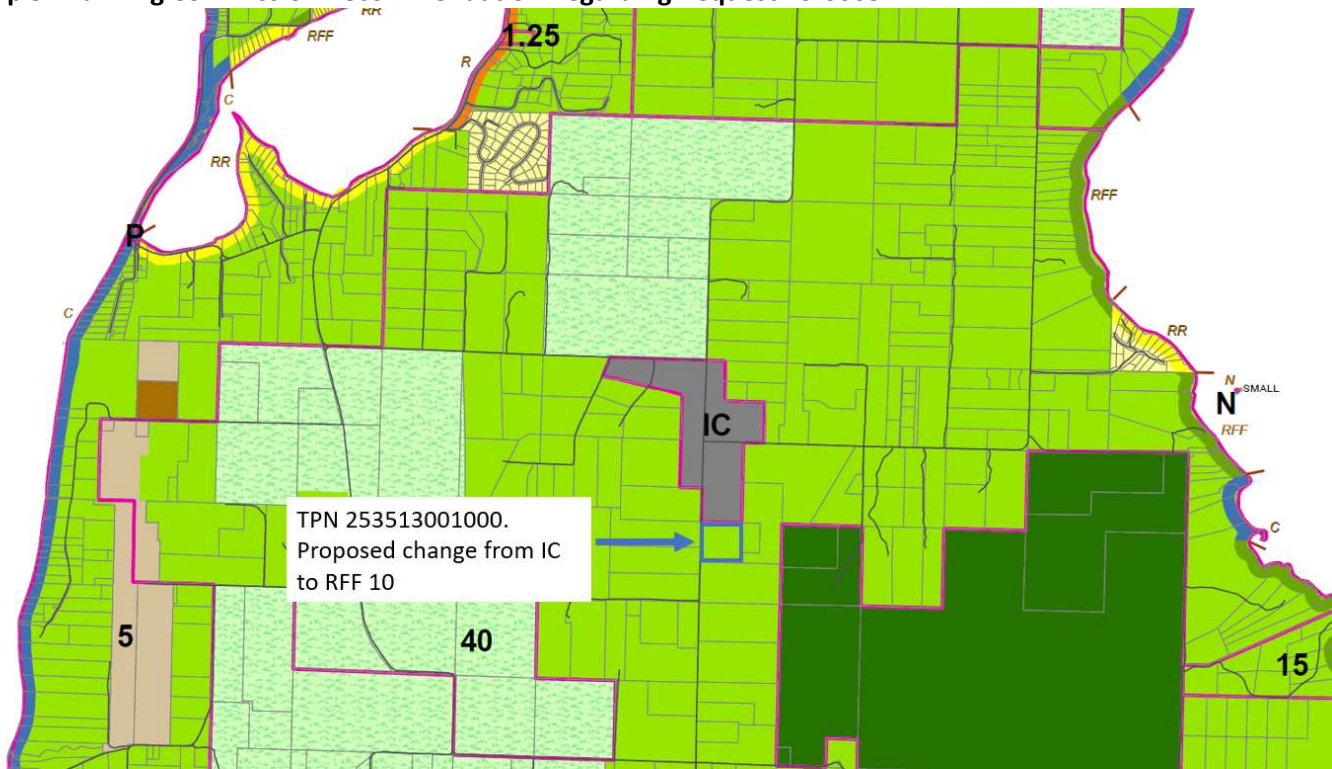 RR
RFF
1.25
R
C
RR
RFF
P
C
RR
IC
N
SMALL
N
RFF
TPN 253513001000.
Proposed change from IC
to RFF 10
C
5
40
15